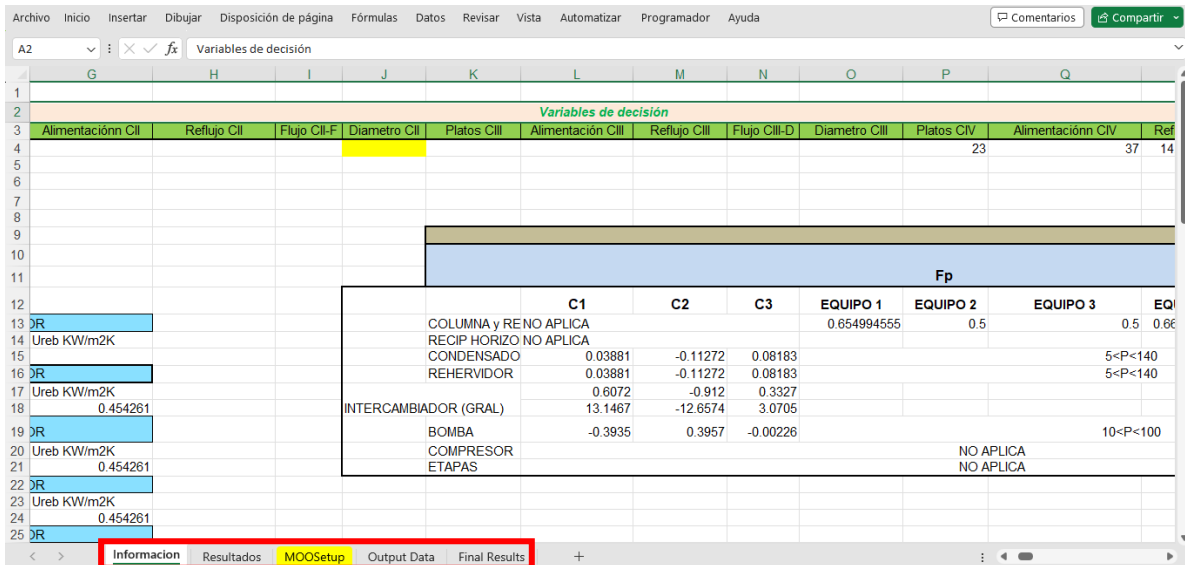 Archivo Inicio Insertar Dibujar Disposición de página Fórmulas Datos Revisar Vista Automatizar Programador Ayuda Comentarios Compartir
A2 fx Variables de decisión
G H I J K L M N O P Q
1
2 Variables de decisión
3 Alimentaciónn CII Reflujo CII Flujo CII-F Diametro CII Platos CIII Alimentación CIII Reflujo CIII Flujo CIII-D Diametro CIII Platos CIV Alimentaciónn CIV Ref
4 23 37 14
5
6
7
8
9
10
11 Fp
12 C1 C2 C3 EQUIPO 1 EQUIPO 2 EQUIPO 3 EQU
13 OR COLUMNA y RE NO APLICA 0.654994555 0.5 0.5 0.66
14 Ureb KW/m2K RECIP HORIZO NO APLICA
15 CONDENSADO 0.03881 -0.11272 0.08183 5<P<140
16 OR REHERVIDOR 0.03881 -0.11272 0.08183 5<P<140
17 Ureb KW/m2K 0.6072 -0.912 0.3327
18 0.454261 INTERCAMBIADOR (GRAL) 13.1467 -12.6574 3.0705
19 OR BOMBA -0.3935 0.3957 -0.00226 10<P<100
20 Ureb KW/m2K COMPRESOR NO APLICA
21 0.454261 ETAPAS NO APLICA
22 OR
23 Ureb KW/m2K
24 0.454261
25 OR
Informacion Resultados MOOSetup Output Data Final Results +